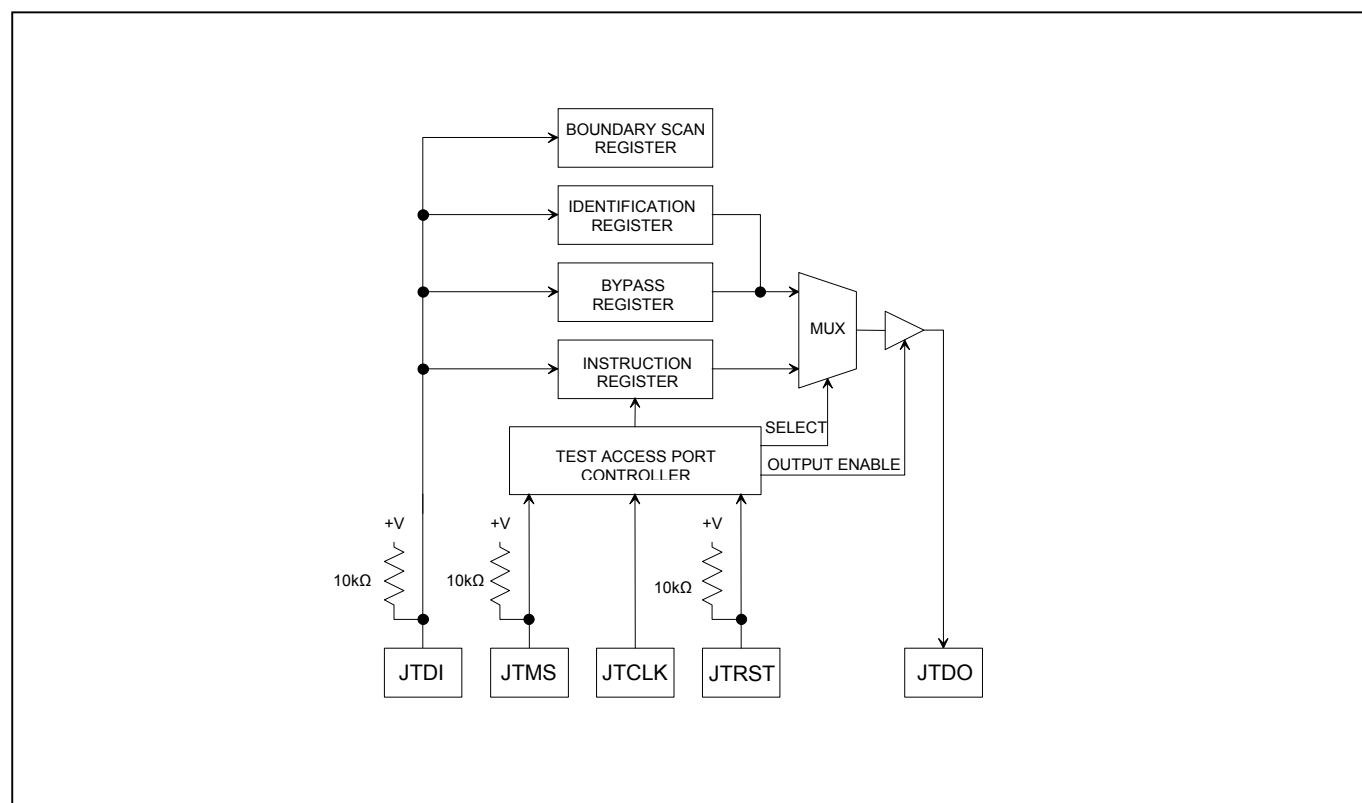 BOUNDARY SCAN
REGISTER
IDENTIFICATION
REGISTER
BYPASS
REGISTER
MUX
INSTRUCTION
REGISTER
SELECT
TEST ACCESS PORT
CONTROLLER
OUTPUT ENABLE
+V
+V
+V
10kΩ
10kΩ
10kΩ
JTDI
JTMS
JTCLK
JTRST
JTDO